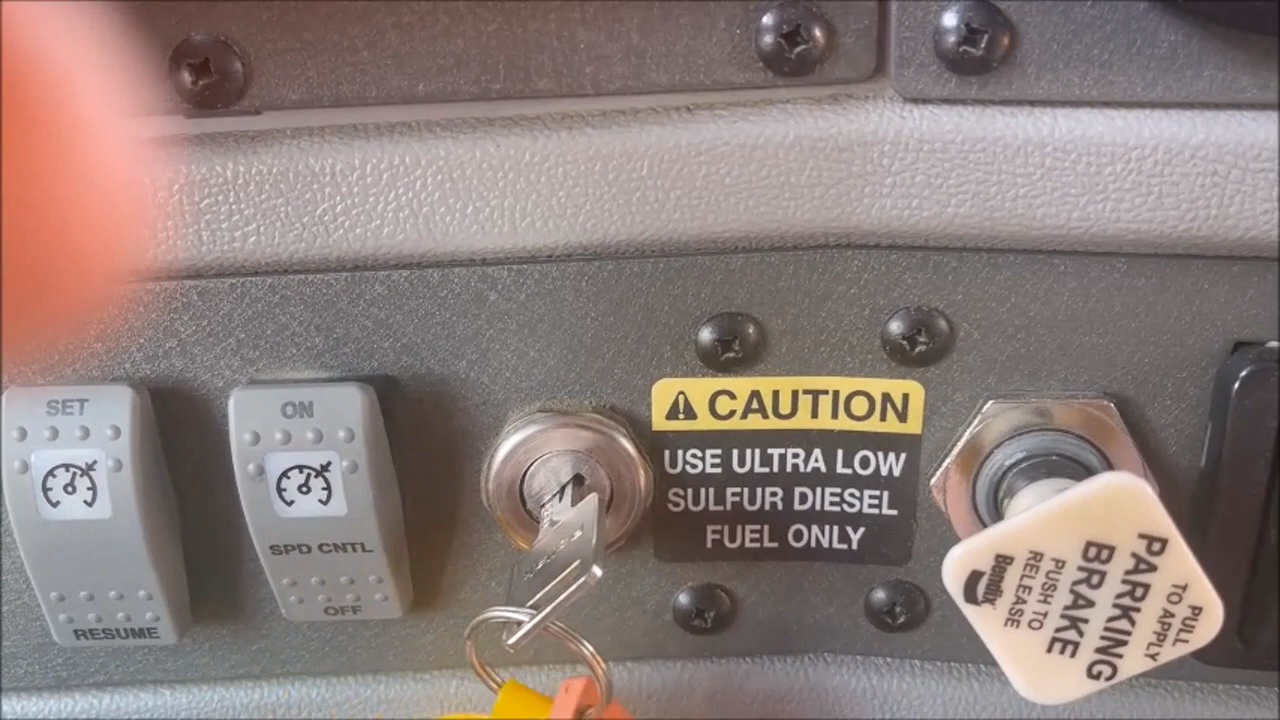 SET
RESUME
ON
SPD CNTL
OFF
CAUTION
USE ULTRA LOW
SULFUR DIESEL
FUEL ONLY
PULL
TO APPLY
PARKING
BRAKE
PUSH TO
RELEASE
Bendix